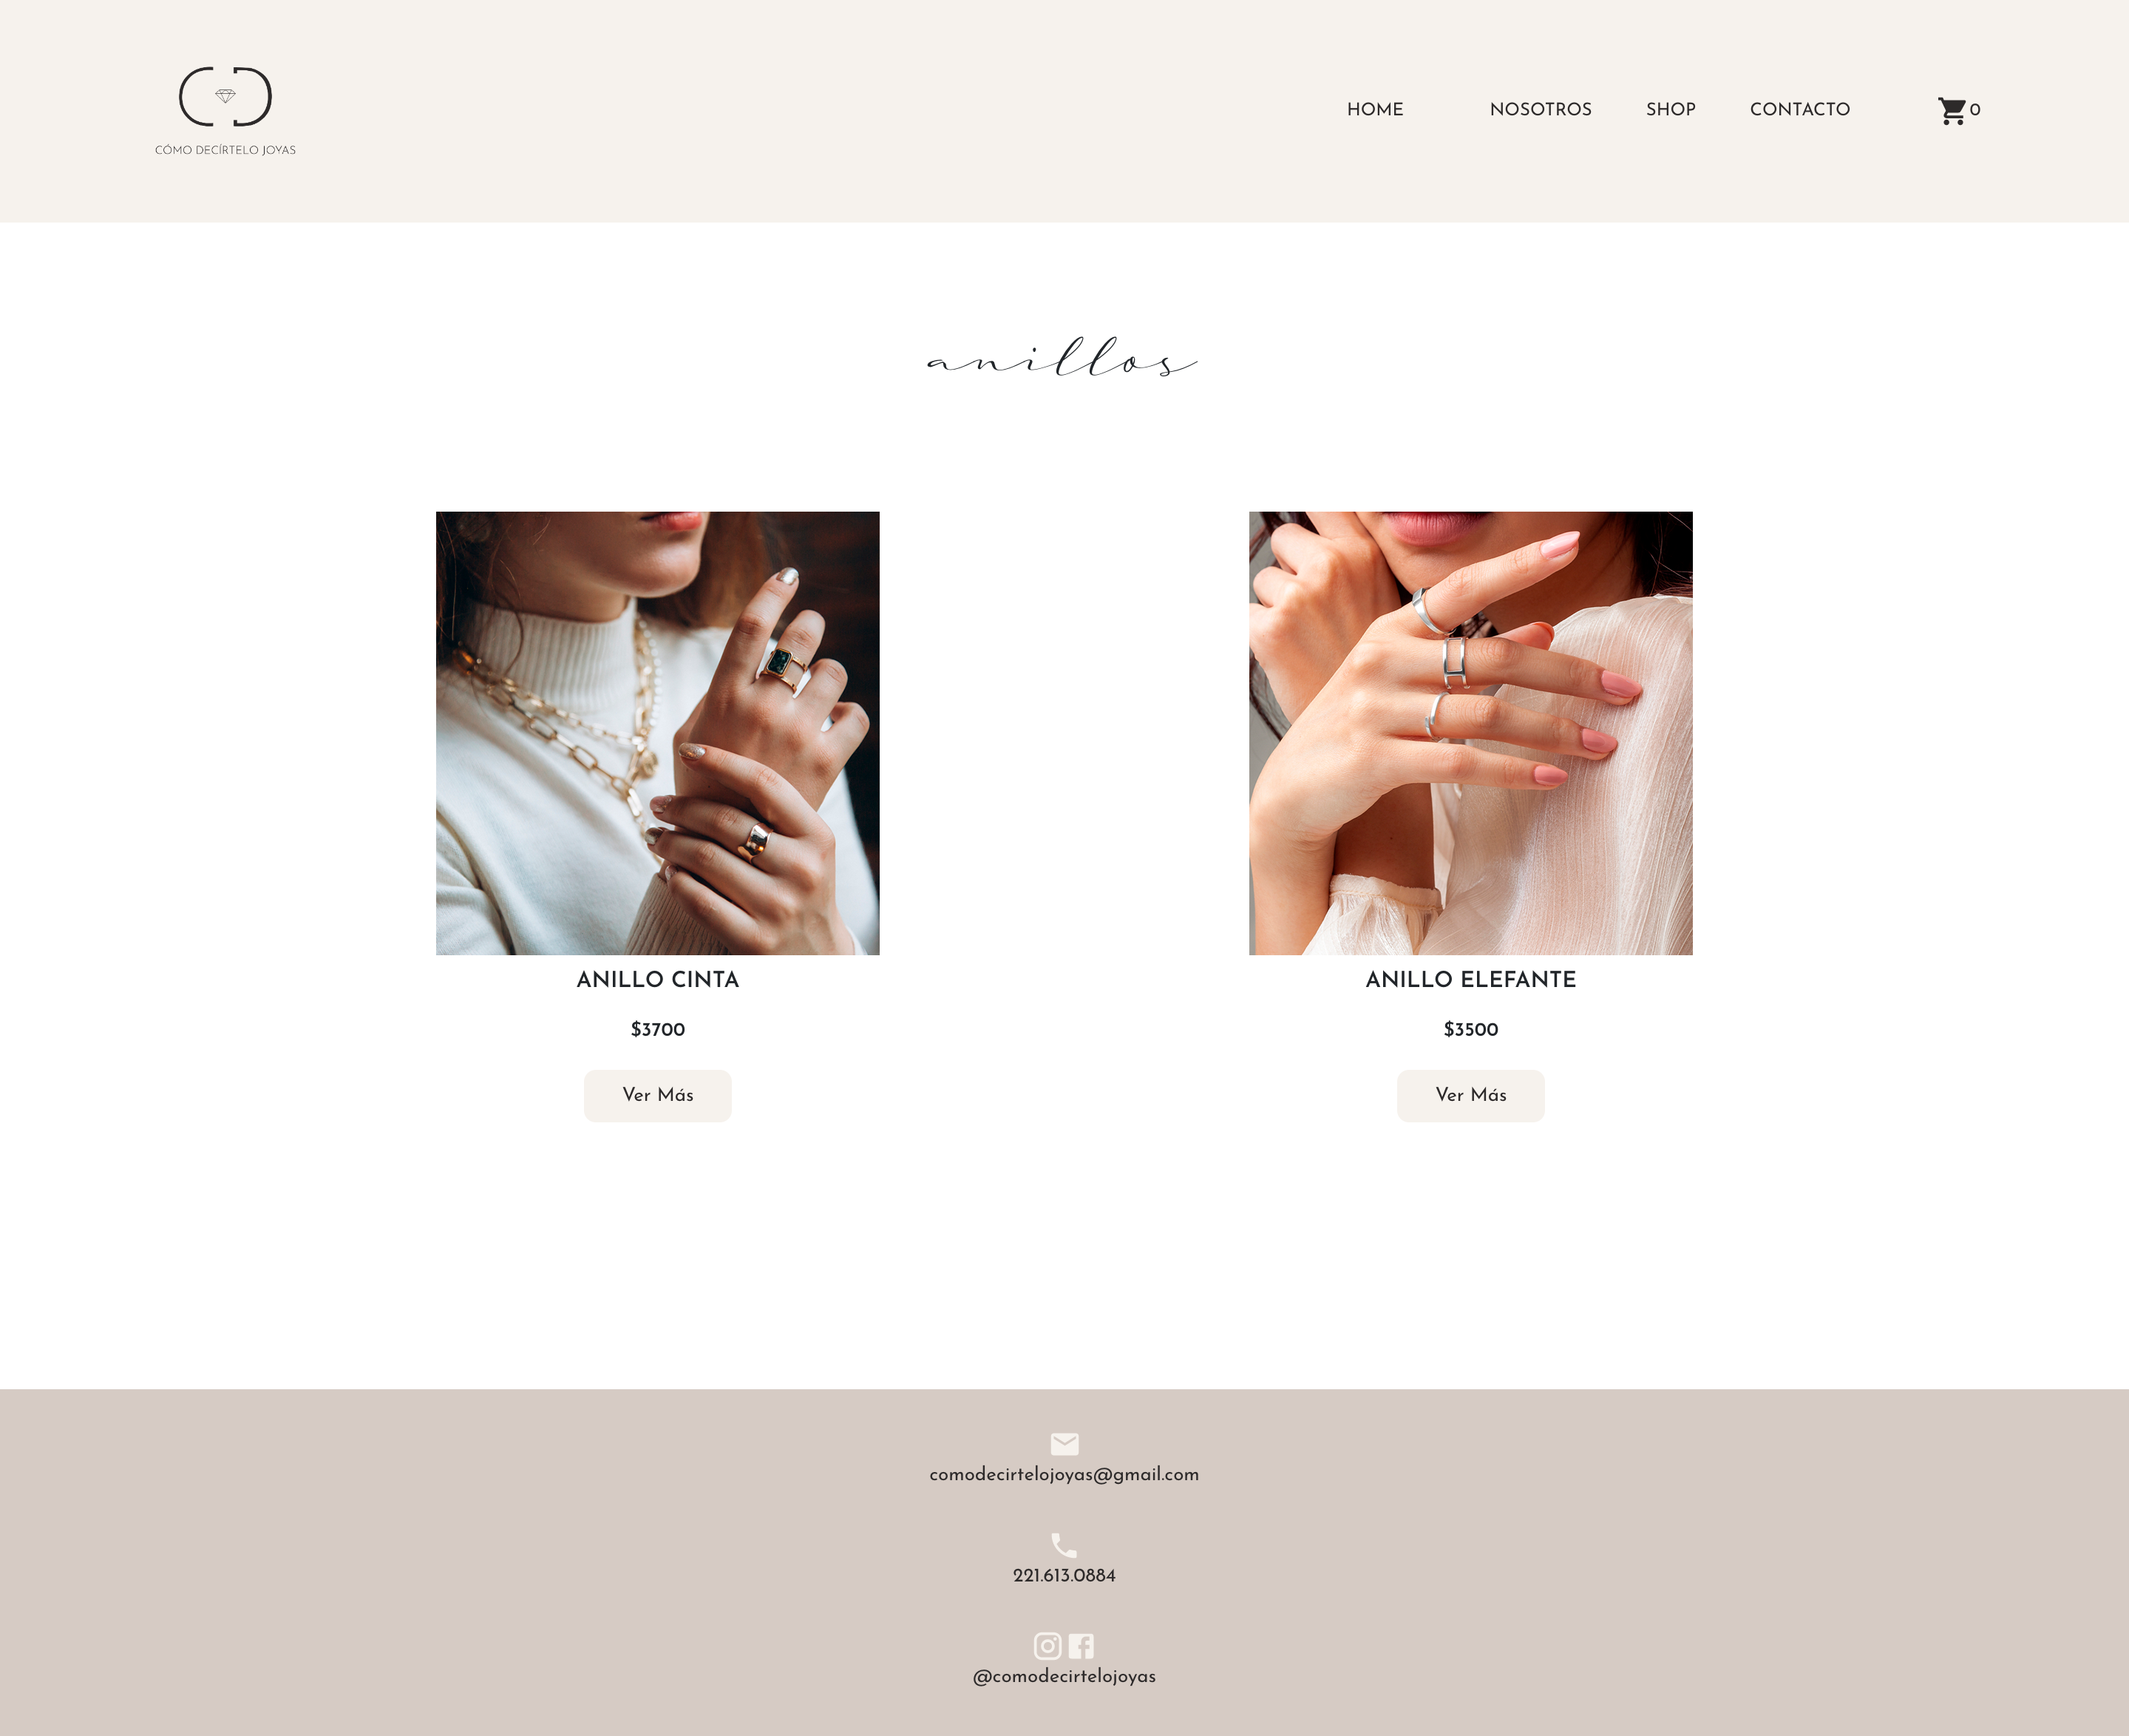 CÓMO DECÍRTELO JOYAS
HOME NOSOTROS SHOP CONTACTO 0
anillos
ANILLO CINTA
$3700
Ver Más
ANILLO ELEFANTE
$3500
Ver Más
comodecirtelojoyas@gmail.com
221.613.0884
@comodecirtelojoyas